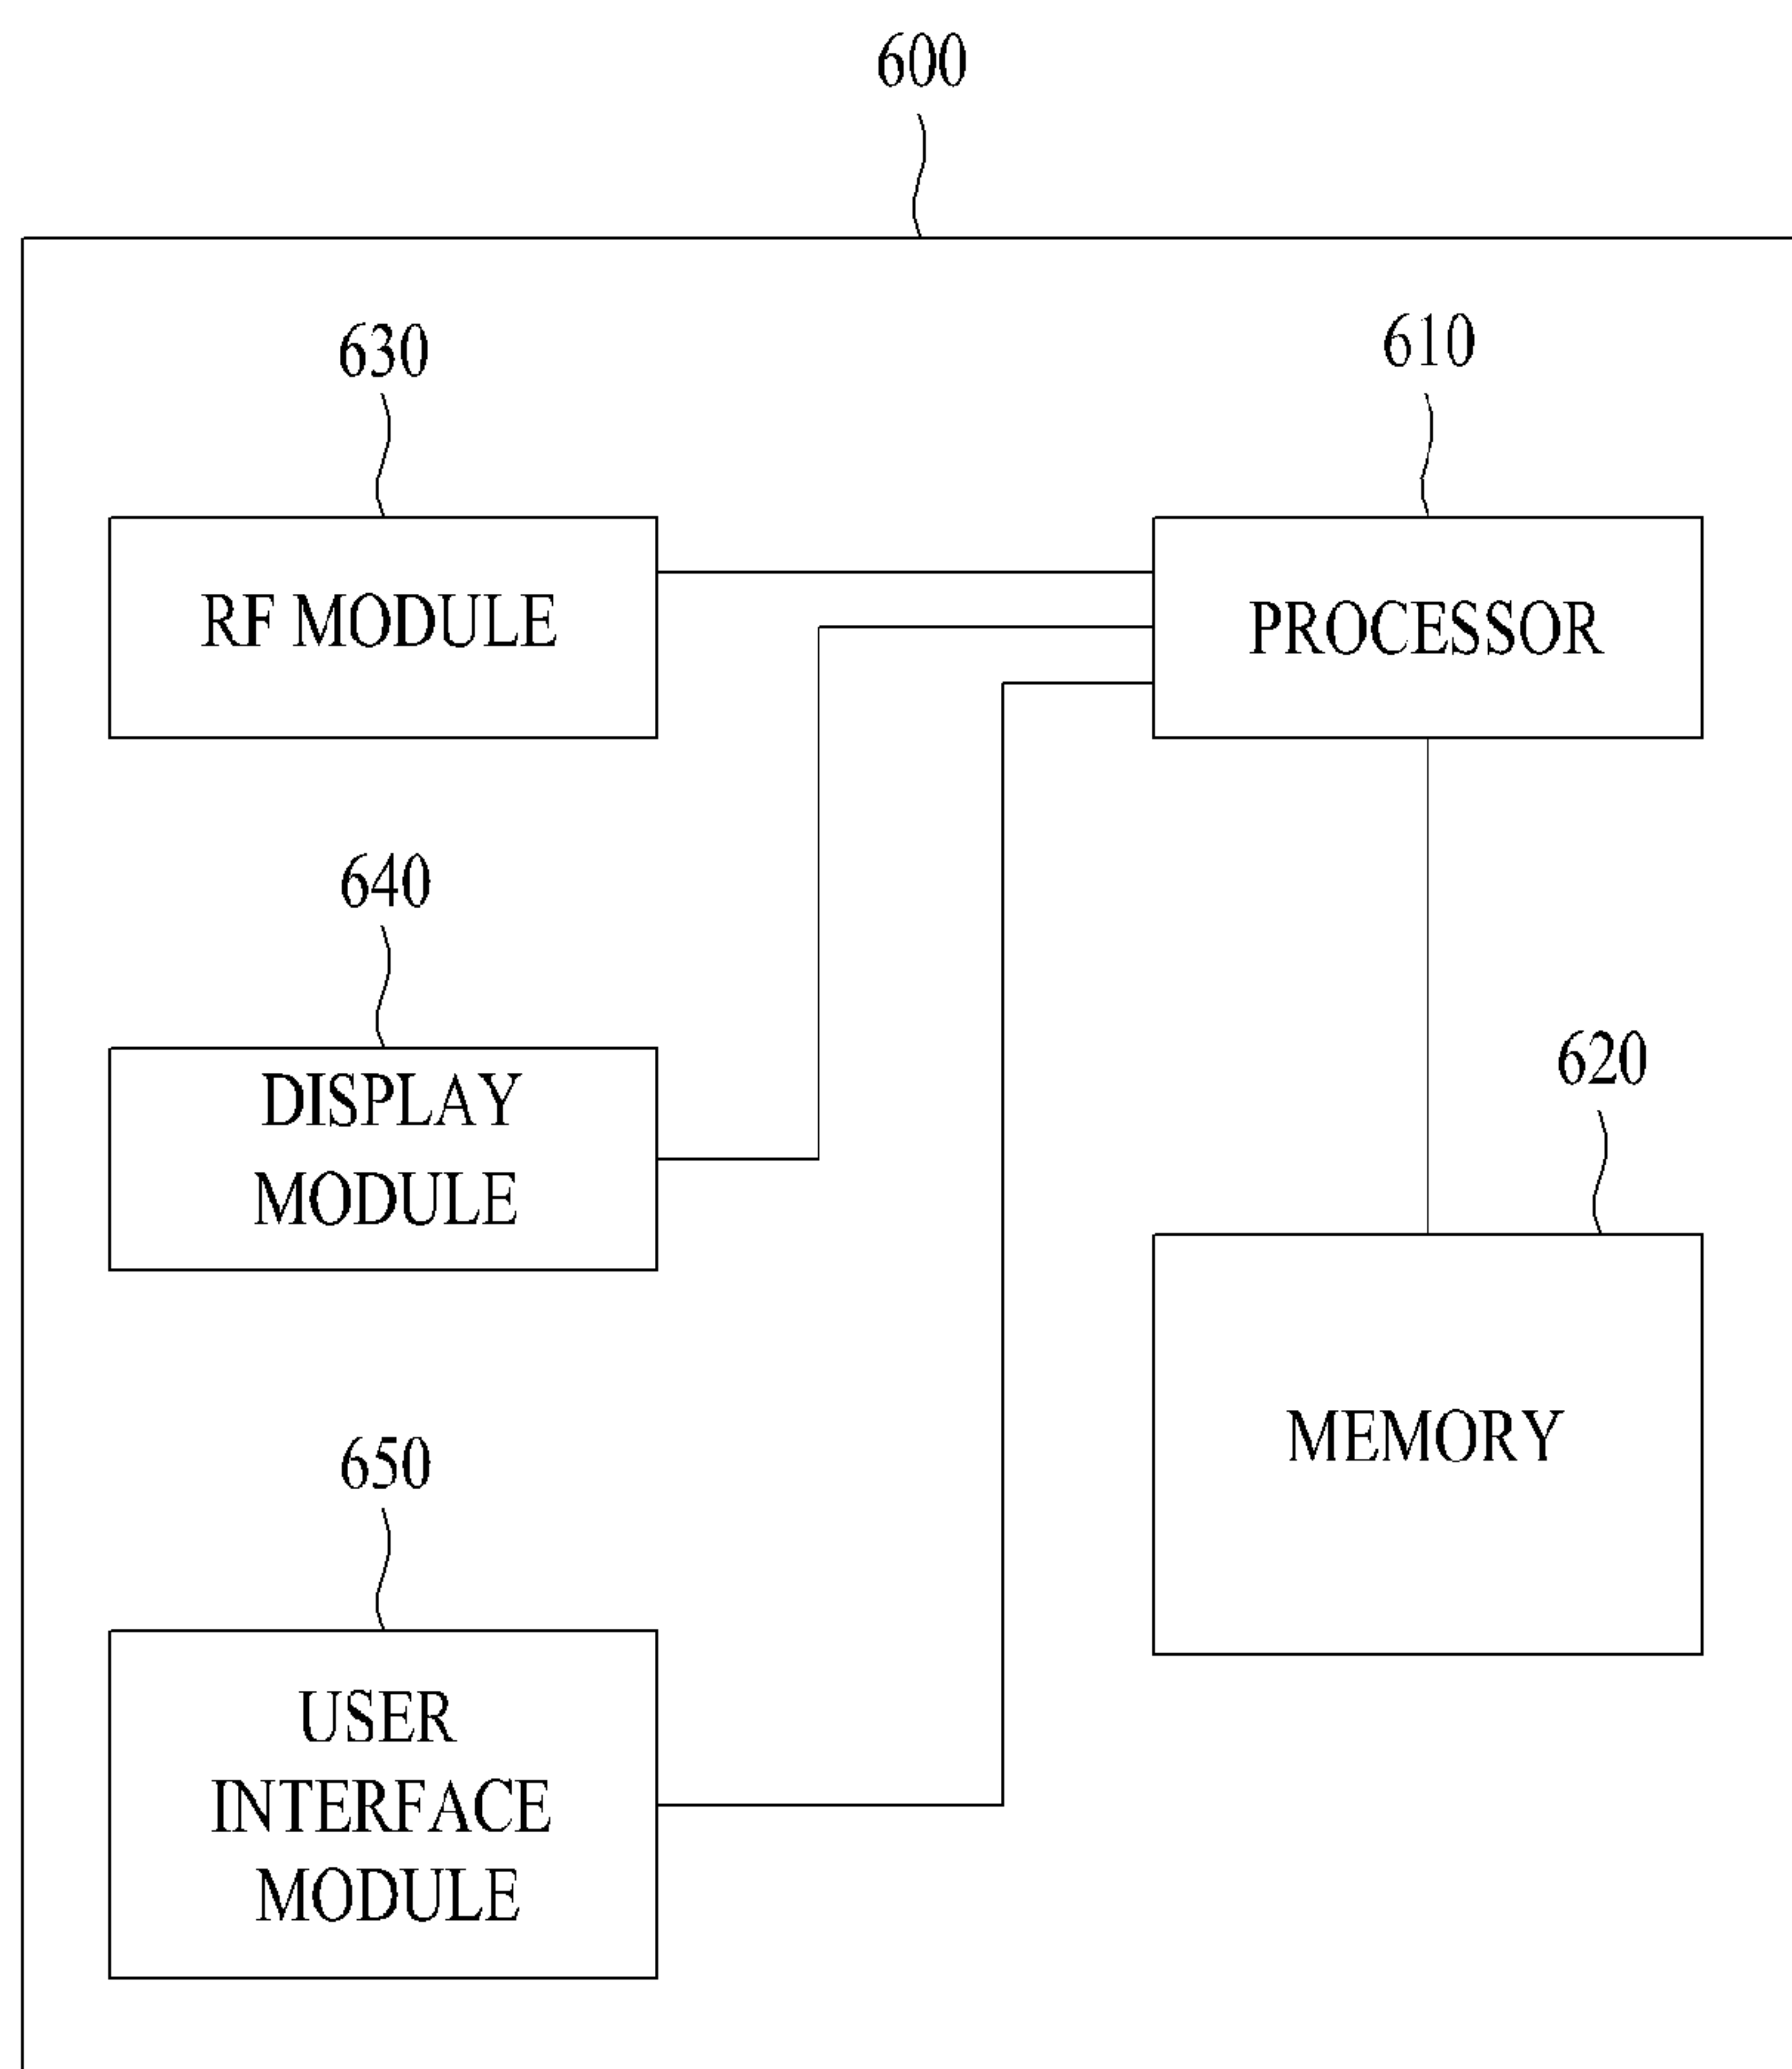 600
630
610
RF MODULE
PROCESSOR
640
DISPLAY
MODULE
620
MEMORY
650
USER
INTERFACE
MODULE